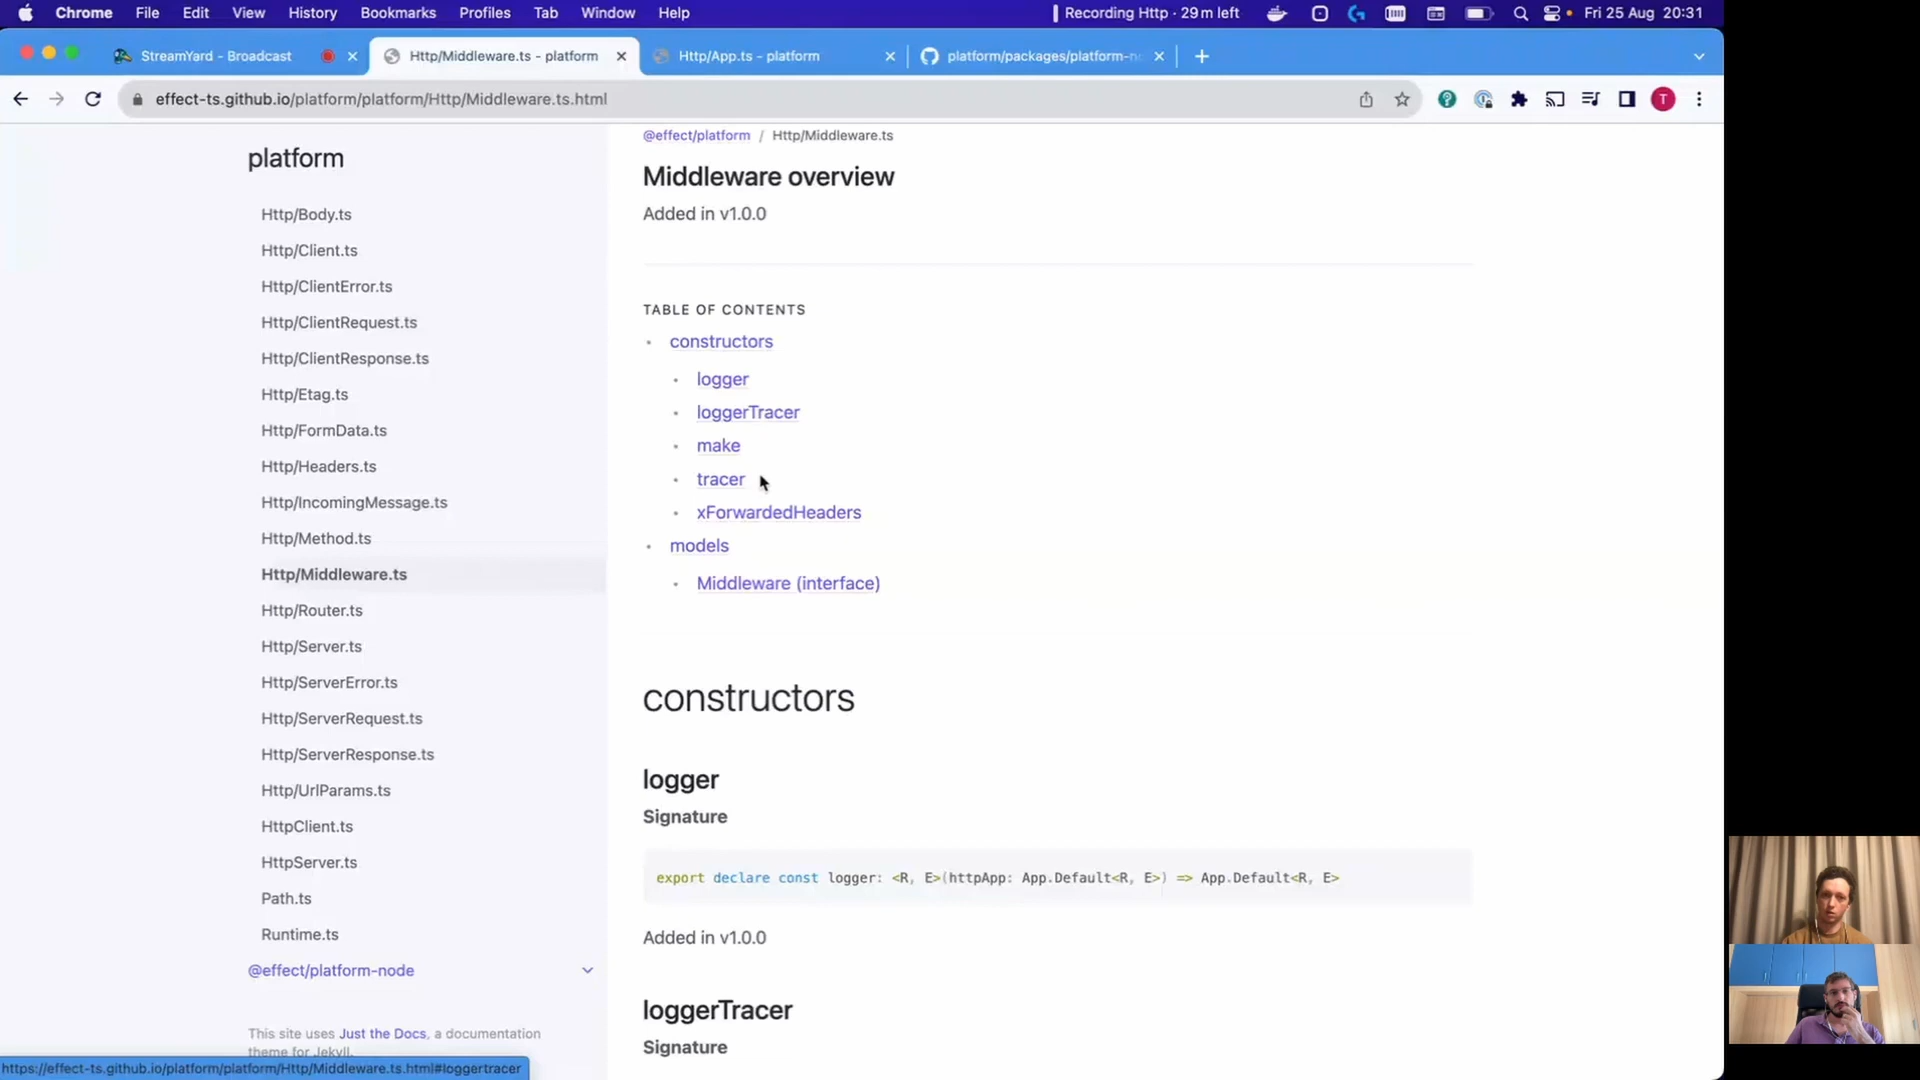 Chrome File Edit View History Bookmarks Profiles Tab Window Help Recording Http · 29 m left Fri 25 Aug 20:31
StreamYard - Broadcast Http/Middleware.ts - platform Http/App.ts - platform platform/packages/platform-no
effect-ts.github.io/platform/platform/Http/Middleware.ts.html T
platform
Http/Body.ts
Http/Client.ts
Http/ClientError.ts
Http/ClientRequest.ts
Http/ClientResponse.ts
Http/Etag.ts
Http/FormData.ts
Http/Headers.ts
Http/IncomingMessage.ts
Http/Method.ts
Http/Middleware.ts
Http/Router.ts
Http/Server.ts
Http/ServerError.ts
Http/ServerRequest.ts
Http/ServerResponse.ts
Http/UrlParams.ts
HttpClient.ts
HttpServer.ts
Path.ts
Runtime.ts
@effect/platform-node
This site uses Just the Docs, a documentation
theme for Jekyll.
https://effect-ts.github.io/platform/platform/Http/Middleware.ts.html#loggertracer
@effect/platform / Http/Middleware.ts
Middleware overview
Added in v1.0.0
TABLE OF CONTENTS
constructors
logger
loggerTracer
make
tracer
xForwardedHeaders
models
Middleware (interface)
constructors
logger
Signature
export declare const logger: <R, E>(httpApp: App.Default<R, E>) => App.Default<R, E>
Added in v1.0.0
loggerTracer
Signature